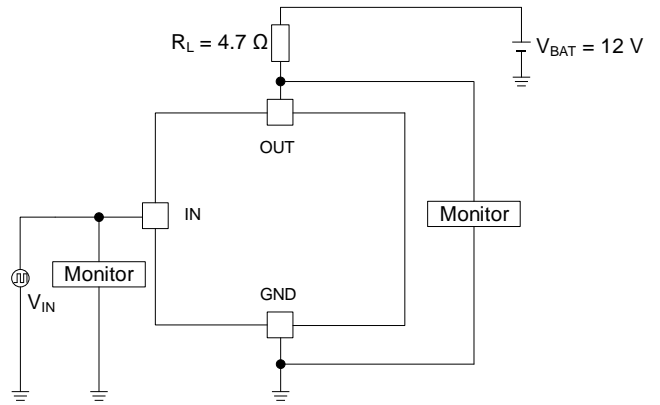 R_L = 4.7 Ω
V_BAT = 12 V
OUT
IN
Monitor
Monitor
GND
V_IN